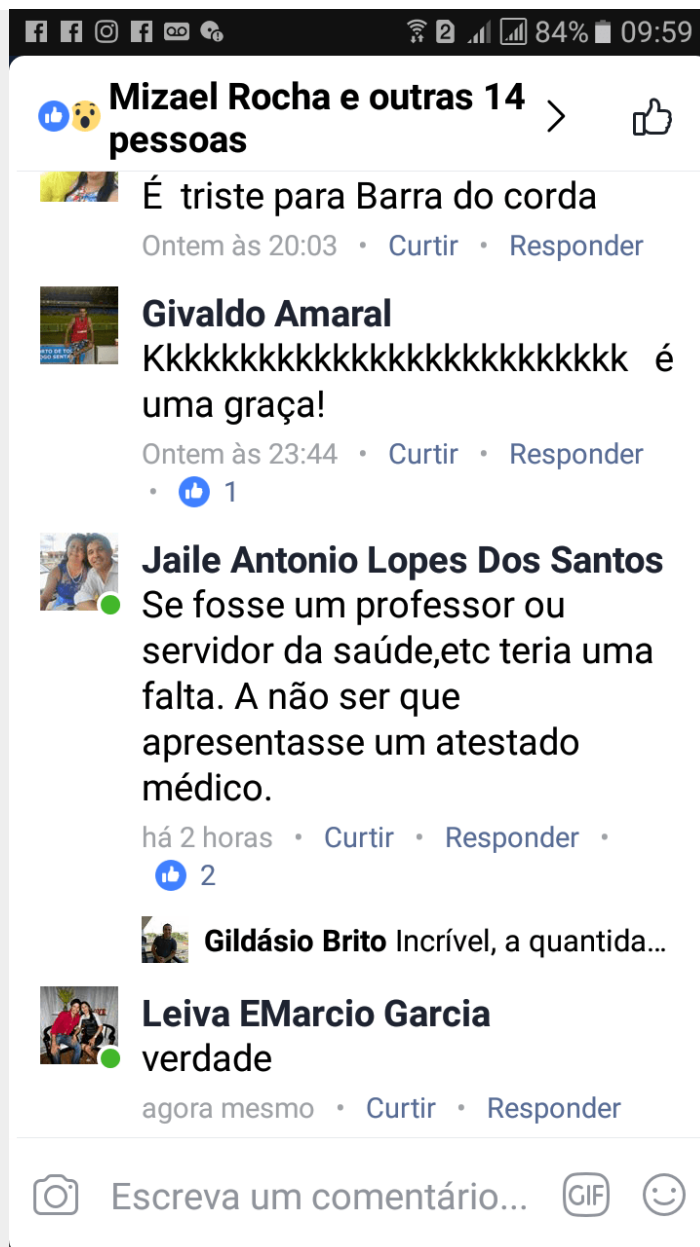 84% 09:59
Mizael Rocha e outras 14
pessoas
É triste para Barra do corda
Ontem às 20:03 • Curtir • Responder
Givaldo Amaral
Kkkkkkkkkkkkkkkkkkkkkkkkkk é
uma graça!
Ontem às 23:44 • Curtir • Responder
• 1
Jaile Antonio Lopes Dos Santos
Se fosse um professor ou
servidor da saúde,etc teria uma
falta. A não ser que
apresentasse um atestado
médico.
há 2 horas • Curtir • Responder •
2
Gildásio Brito Incrível, a quantida...
Leiva EMarcio Garcia
verdade
agora mesmo • Curtir • Responder
Escreva um comentário... GIF